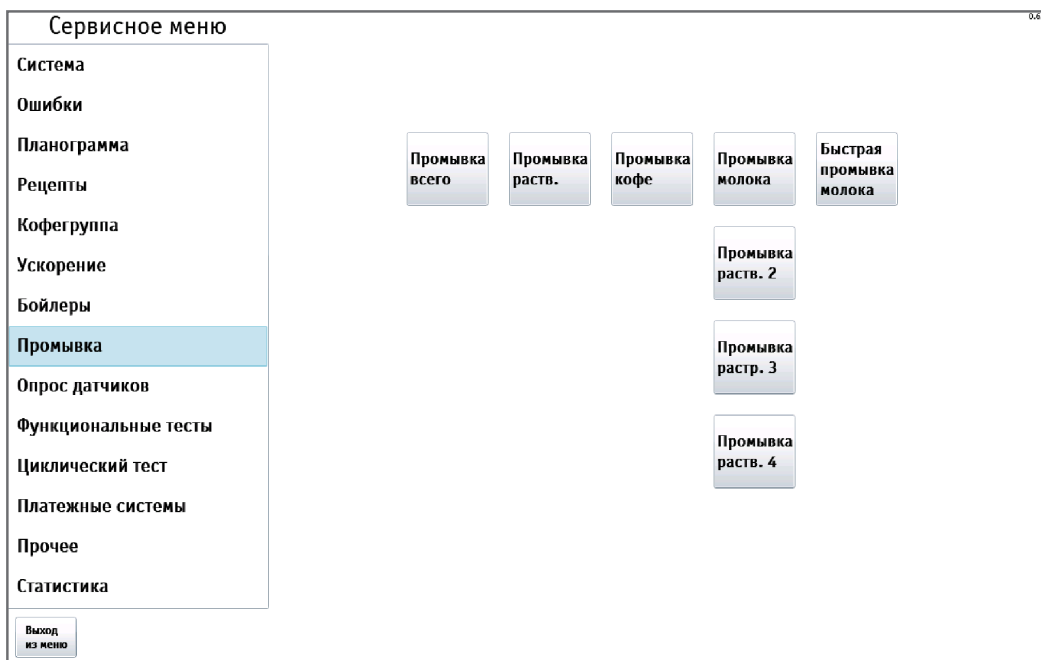 Сервисное меню
0.6
Система
Ошибки
Планограмма
Рецепты
Кофегруппа
Ускорение
Бойлеры
Промывка
Опрос датчиков
Функциональные тесты
Циклический тест
Платежные системы
Прочее
Статистика
Выход
из меню
Промывка
всего
Промывка
раств.
Промывка
кофе
Промывка
молока
Быстрая
промывка
молока
Промывка
раств. 2
Промывка
растр. 3
Промывка
раств. 4